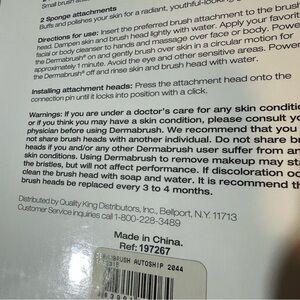 Small brush attach
2 Sponge attachments
Buffs and polishes your skin for a radiant, youthful-looking
Directions for use: Insert the preferred brush attachment to the brush
head. Dampen skin and brush head lightly with water. Apply your favor
facial or body cleanser to hands and massage over face or body. Powe
the Dermabrush® on and gently brush over skin in a circular motion for
approximately 1 minute. Avoid the eye and other sensitive areas. Power
the Dermabrush® off and rinse skin and brush head with water.
Installing attachment heads: Press the attachment head onto the
connection pin until it locks into position with a click.
Warnings: If you are under a doctor's care for any skin conditi
or if you think you may have a skin condition, please consult yo
physician before using Dermabrush. We recommend that you
not share brush heads with another individual. Do not share br
heads if you and/or any other Dermabrush user suffer from an
skin conditions. Using Dermabrush to remove makeup may sta
the bristles, but will not affect performance. If discoloration oc
clean the brush head with soap and water. It is recommend th
brush heads be replaced every 3 to 4 months.
Distributed by Quality King Distributors, Inc., Bellport, N.Y. 11713
Customer Service inquiries call 1-800-228-3489
Made in China.
Ref: 197267
BRUSH AUTOSHIP 2044